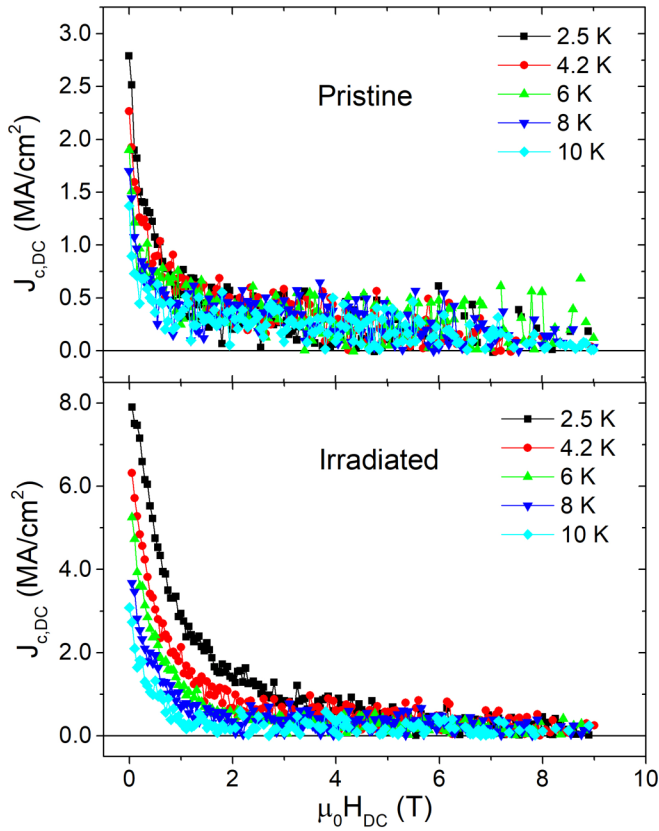 3.0
2.5
2.0
1.5
1.0
0.5
0.0
J_c,DC (MA/cm²)
Pristine
2.5 K
4.2 K
6 K
8 K
10 K
8.0
6.0
4.0
2.0
0.0
J_c,DC (MA/cm²)
Irradiated
2.5 K
4.2 K
6 K
8 K
10 K
0 2 4 6 8 10
μ₀H_DC (T)